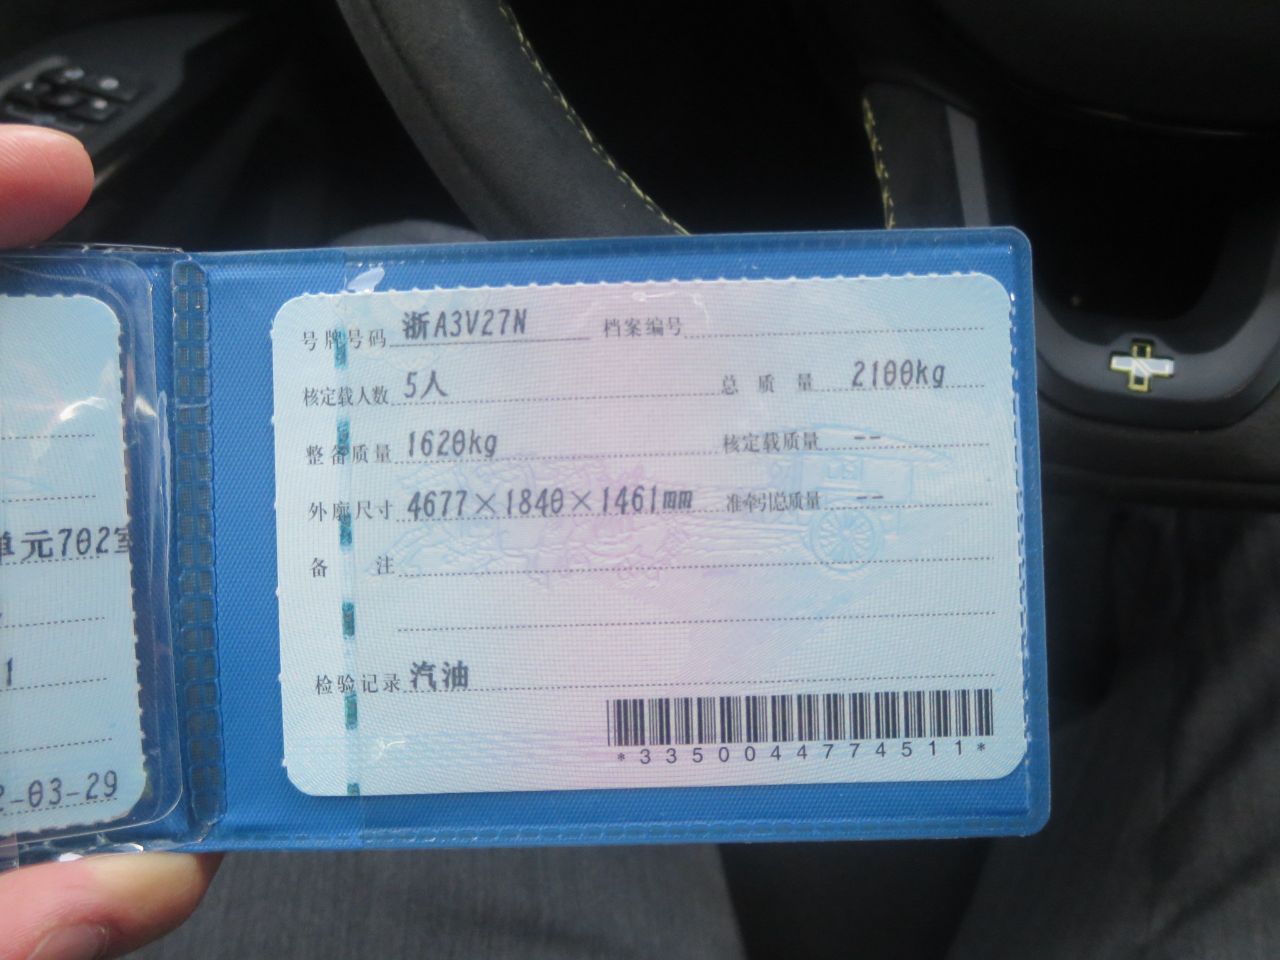 号牌号码 浙A3V27N 档案编号
核定载人数 5人 总质量 2100kg
整备质量 1620kg 核定载质量 --
外廓尺寸 4677×1840×1461mm 准牵引总质量 --
备注
检验记录 汽油
*3350044774511*
单元702室
1
2-03-29